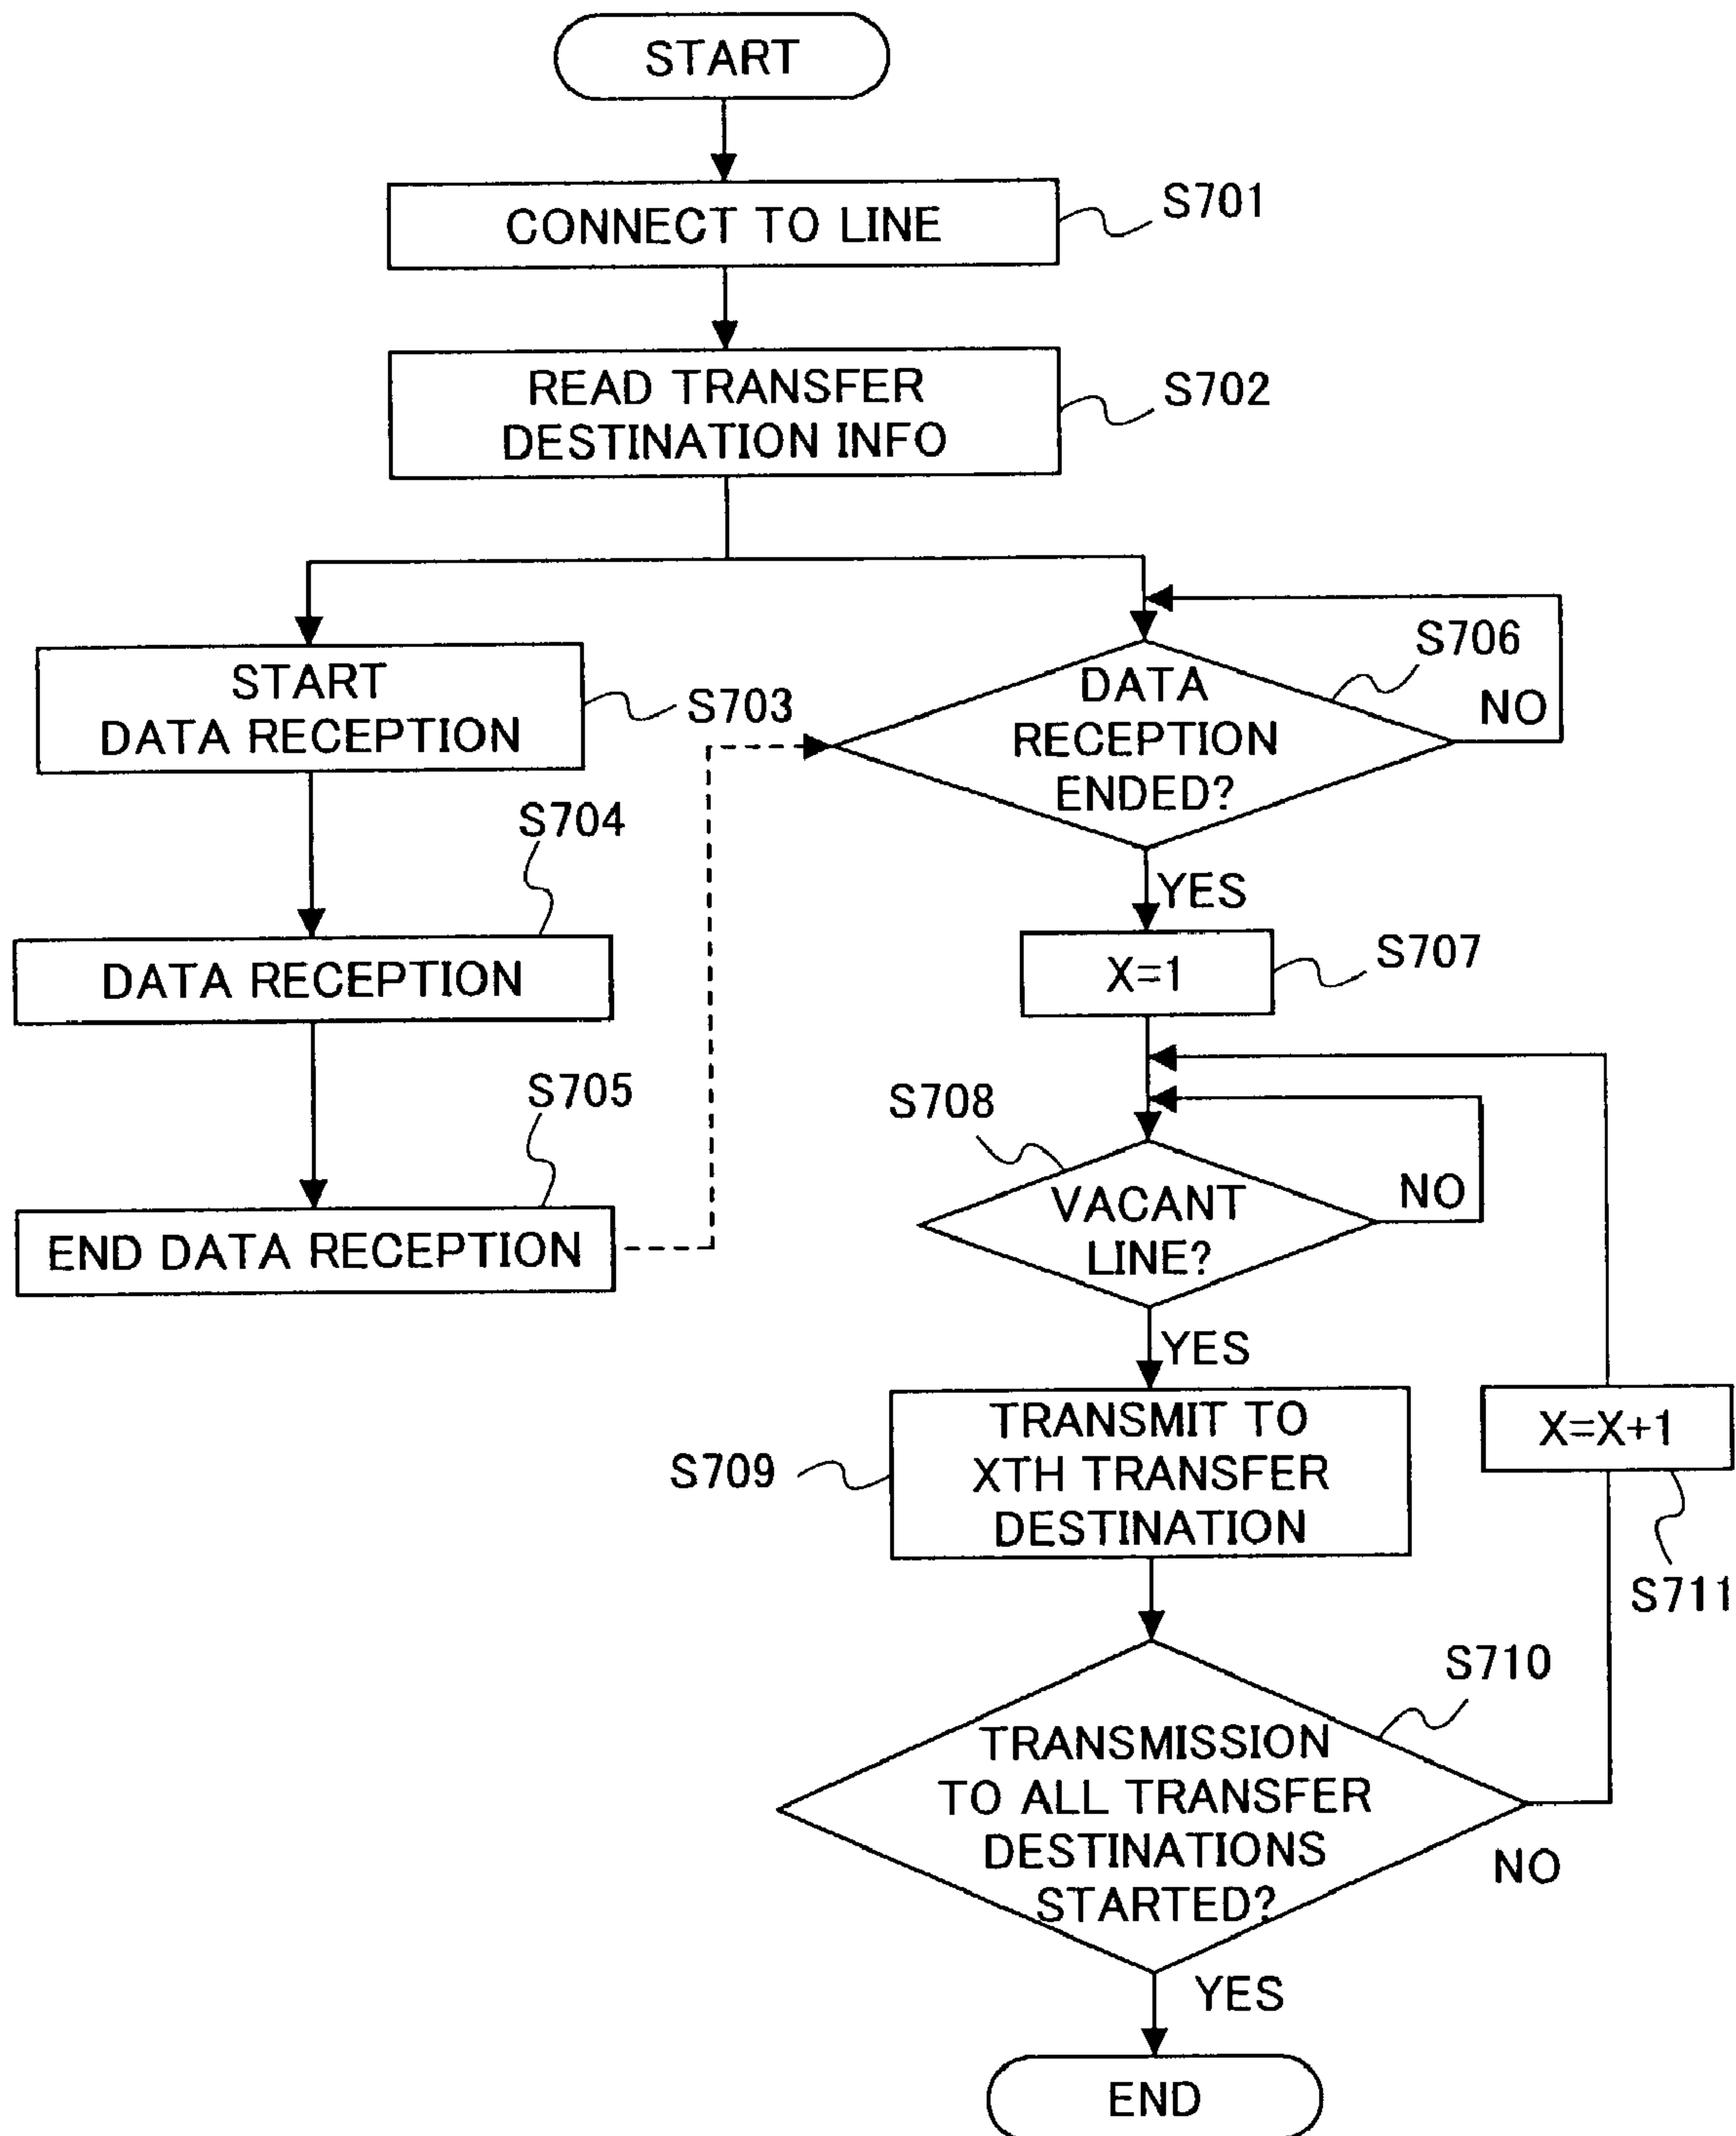 START
CONNECT TO LINE
S701
READ TRANSFER
DESTINATION INFO
S702
START
DATA RECEPTION
S703
DATA RECEPTION
S704
END DATA RECEPTION
S705
DATA
RECEPTION
ENDED?
S706
NO
YES
X=1
S707
S708
VACANT
LINE?
NO
YES
TRANSMIT TO
XTH TRANSFER
DESTINATION
S709
X=X+1
S711
TRANSMISSION
TO ALL TRANSFER
DESTINATIONS
STARTED?
S710
NO
YES
END